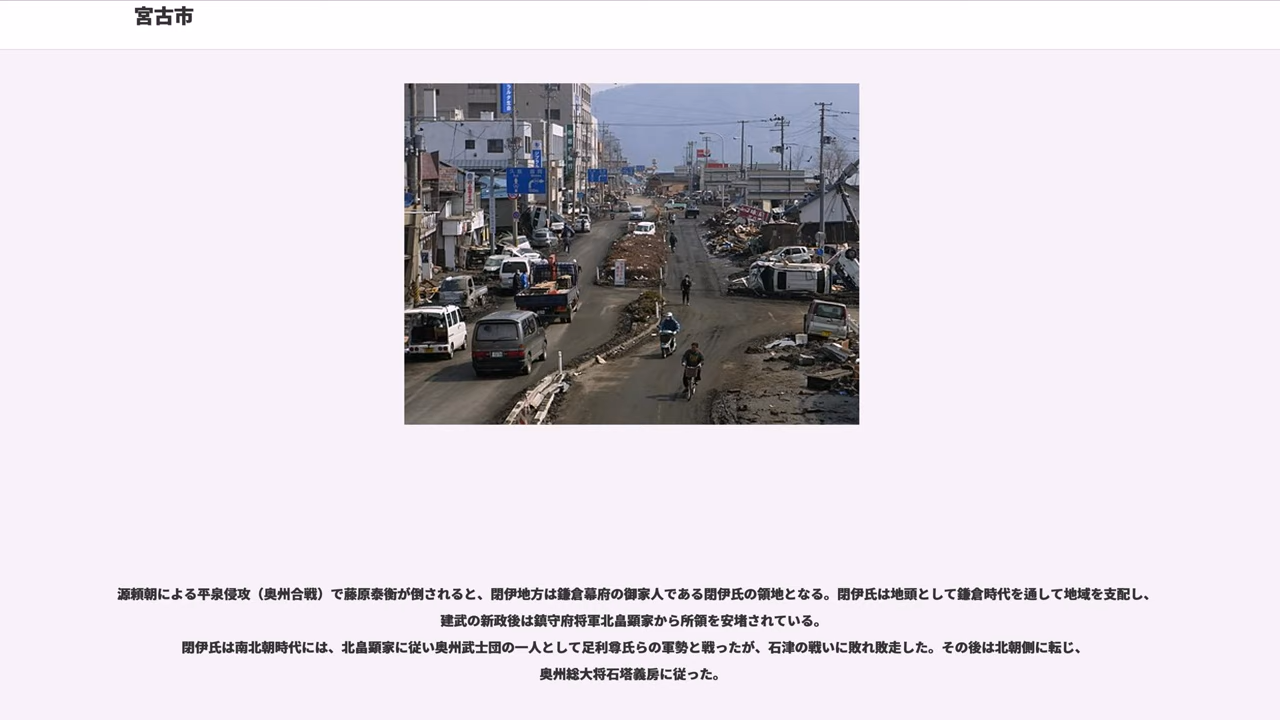 宮古市
源頼朝による平泉侵攻（奥州合戦）で藤原泰衡が倒されると、閉伊地方は鎌倉幕府の御家人である閉伊氏の領地となる。閉伊氏は地頭として鎌倉時代を通して地域を支配し、
建武の新政後は鎮守府将軍北畠顕家から所領を安堵されている。
閉伊氏は南北朝時代には、北畠顕家に従い奥州武士団の一人として足利尊氏らの軍勢と戦ったが、石津の戦いに敗れ敗走した。その後は北朝側に転じ、
奥州総大将石塔義房に従った。